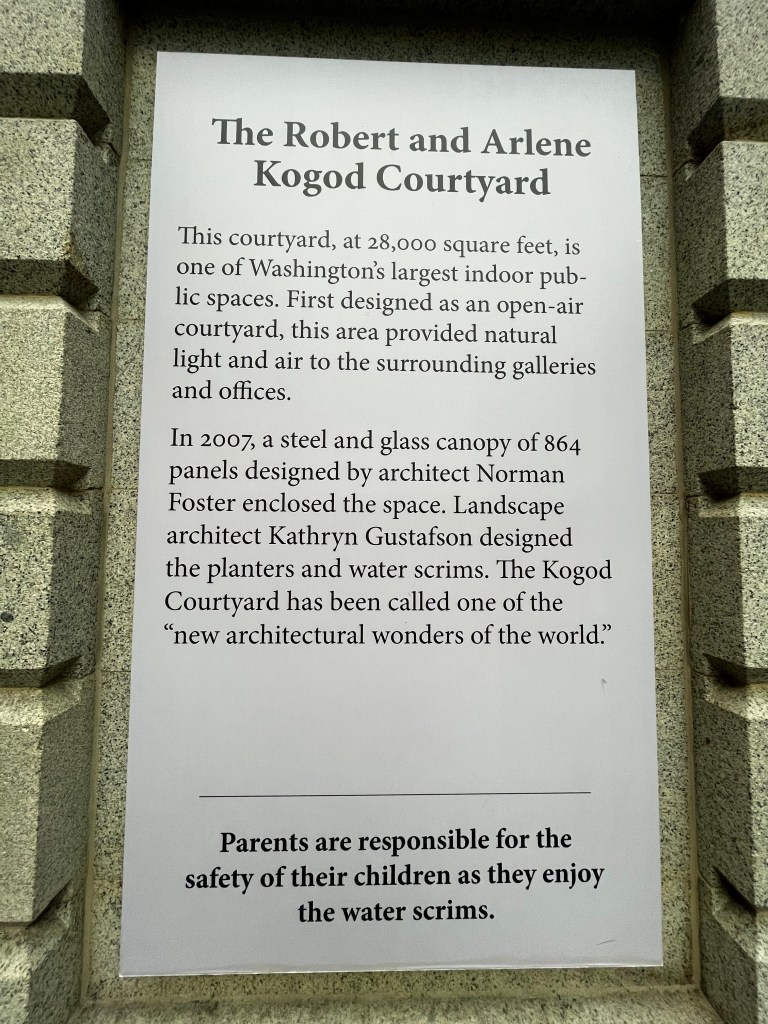 The Robert and Arlene
Kogod Courtyard
This courtyard, at 28,000 square feet, is
one of Washington's largest indoor pub-
lic spaces. First designed as an open-air
courtyard, this area provided natural
light and air to the surrounding galleries
and offices.
In 2007, a steel and glass canopy of 864
panels designed by architect Norman
Foster enclosed the space. Landscape
architect Kathryn Gustafson designed
the planters and water scrims. The Kogod
Courtyard has been called one of the
“new architectural wonders of the world.”
Parents are responsible for the
safety of their children as they enjoy
the water scrims.